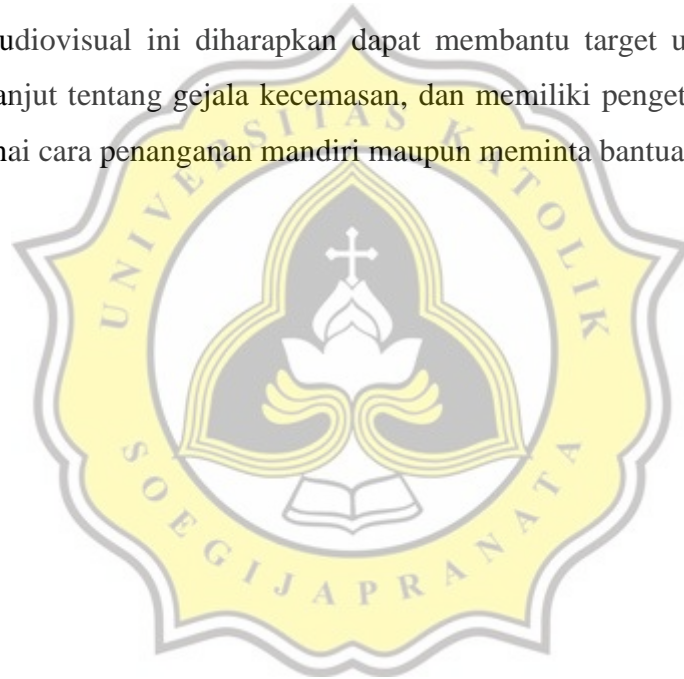 udiovisual ini diharapkan dapat membantu target u
anjut tentang gejala kecemasan, dan memiliki penget
nai cara penanganan mandiri maupun meminta bantua
UNIVERSITAS KATOLIK
SOEGIJAPRANATA